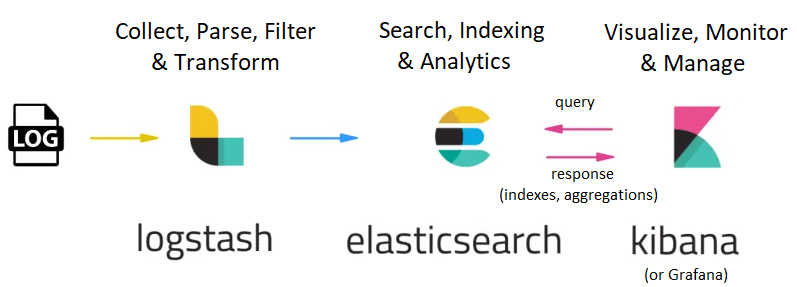 Collect, Parse, Filter
& Transform
Search, Indexing
& Analytics
Visualize, Monitor
& Manage
LOG
query
response
(indexes, aggregations)
logstash
elasticsearch
kibana
(or Grafana)